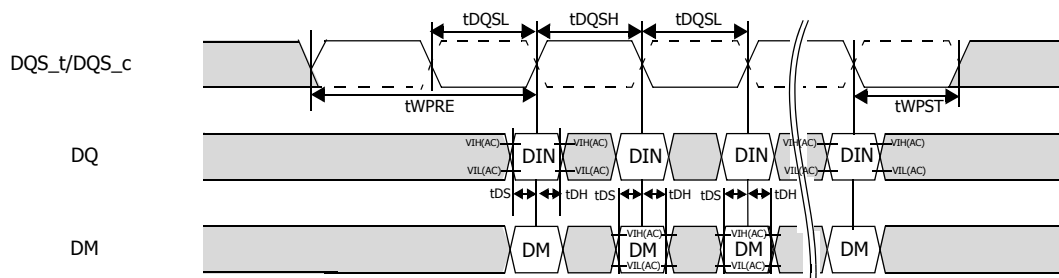 tDQSL tDQSH tDQSL
DQS_t/DQS_c
tWPRE tWPST
VIH(AC) VIH(AC) VIH(AC) VIH(AC)
DQ DIN DIN DIN DIN
VIL(AC) VIL(AC) VIL(AC) VIL(AC)
tDS tDH tDS tDH tDS tDH
VIH(AC) VIH(AC)
DM DM DM DM DM
VIL(AC) VIL(AC)